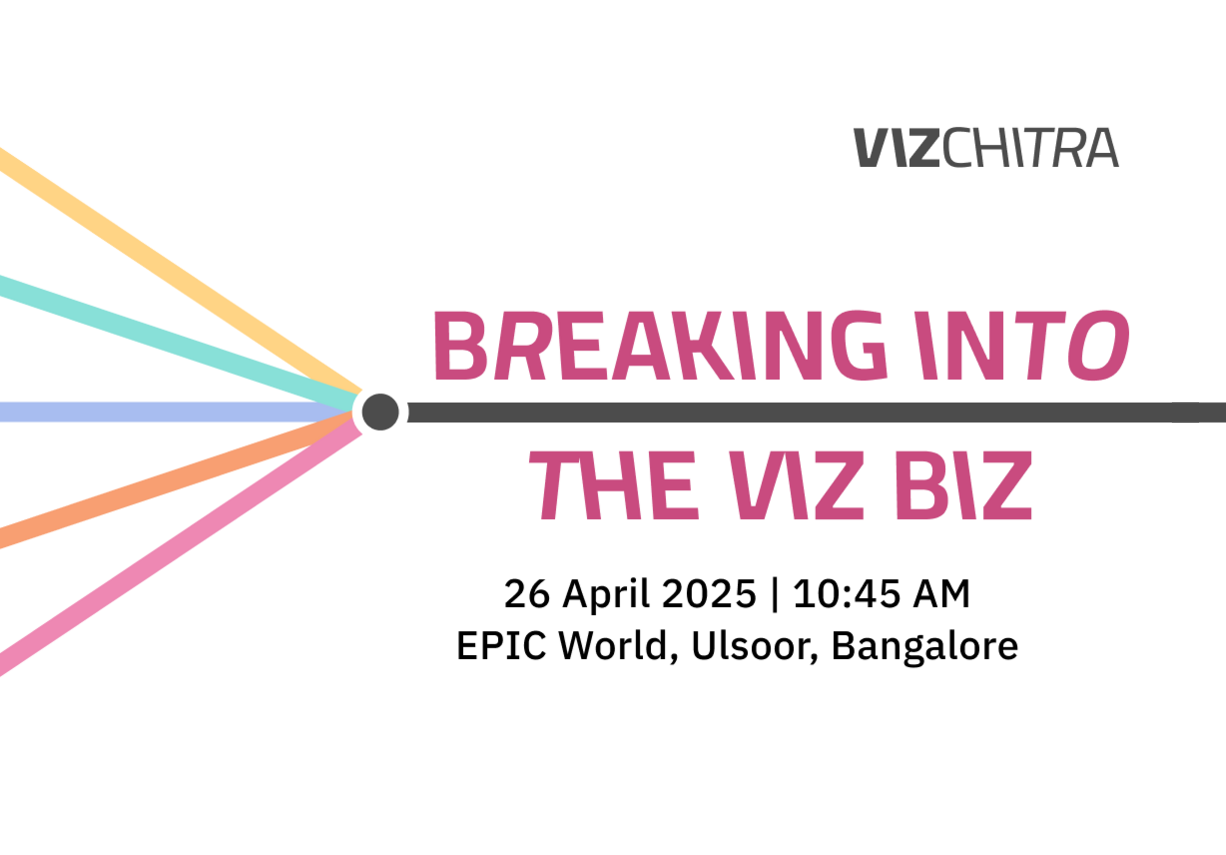 VIZCHITRA
BREAKING INTO
THE VIZ BIZ
26 April 2025 | 10:45 AM
EPIC World, Ulsoor, Bangalore